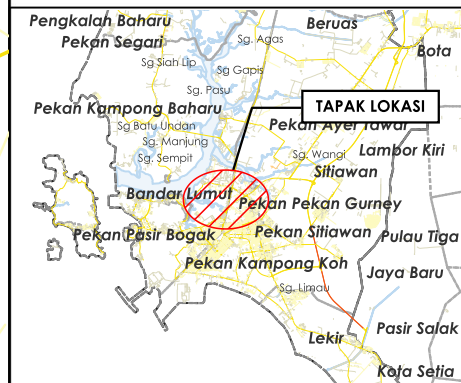 Pengkalah Baharu
Beruas
Pekan Segari
Sg. Agas
Bota
Sg Siah Lip
Sg Gapis
Sg. Pasu
Pekan Kampong Baharu
TAPAK LOKASI
Sg Batu Undan
Pekan Ayer Tawar
Sg. Manjung
Lambor Kiri
Sg. Sempit
Sg. Wangi
Sitiawan
Bandar Lumut
Pekan Pekan Gurney
Pekan Pasir Bogak
Pekan Sitiawan
Pulau Tiga
Pekan Kampong Koh
Jaya Baru
Sg. Limau
Pasir Salak
Lekir
Kota Setia